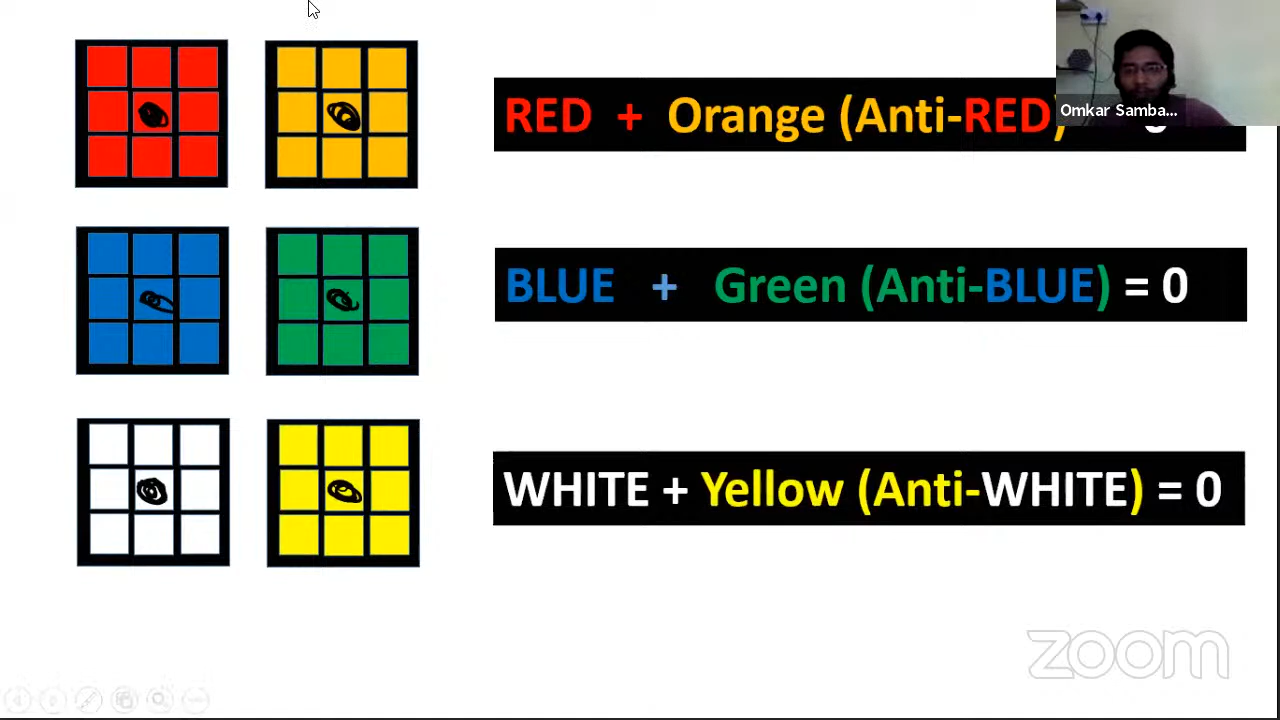 RED + Orange (Anti-RED)
Omkar Samba...
BLUE + Green (Anti-BLUE) = 0
WHITE + Yellow (Anti-WHITE) = 0
zoom